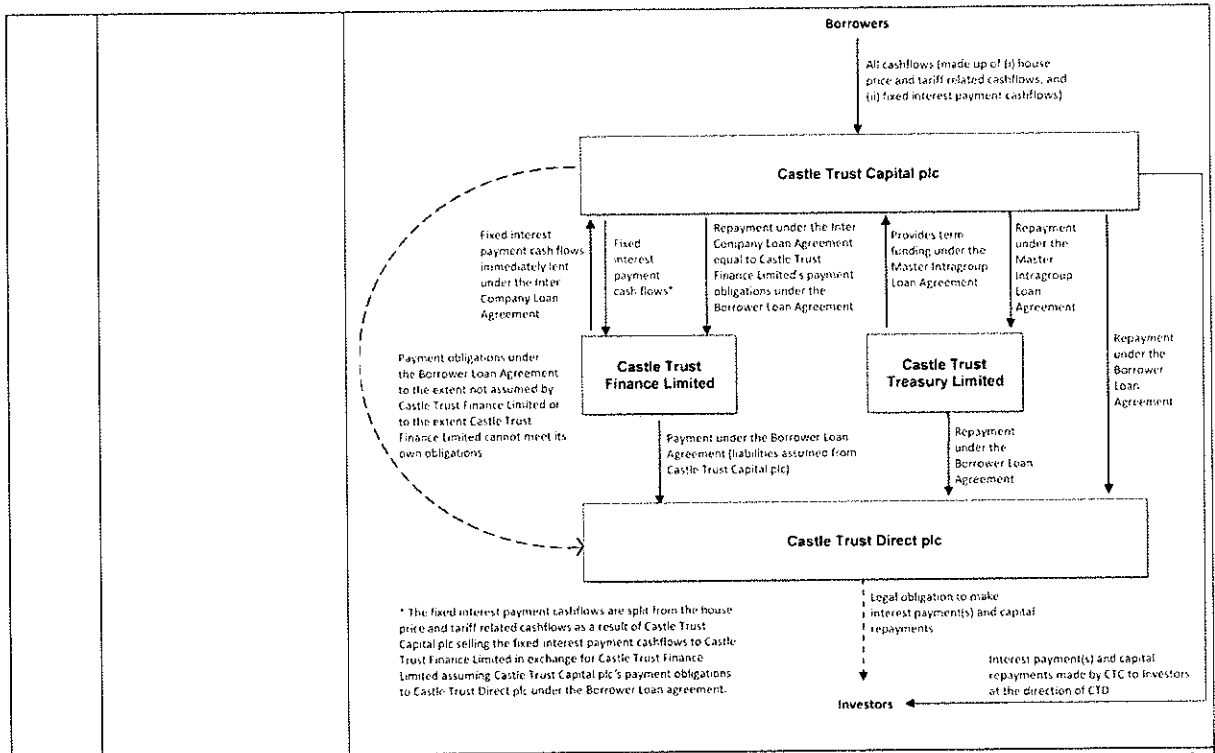 Borrowers
All cashflows (made up of (i) house
price and tariff related cashflows, and
(ii) fixed interest payment cashflows)
Castle Trust Capital plc
Fixed interest
payment cash flows
immediately lent
under the Inter
Company Loan
Agreement
Fixed
interest
payment
cash flows*
Repayment under the Inter
Company Loan Agreement
equal to Castle Trust
Finance Limited's payment
obligations under the
Borrower Loan Agreement
Provides term
funding under the
Master Intragroup
Loan Agreement
Repayment
under the
Master
Intragroup
Loan
Agreement
Repayment
under the
Borrower
Loan
Agreement
Payment obligations under
the Borrower Loan Agreement
to the extent not assumed by
Castle Trust Finance Limited or
to the extent Castle Trust
Finance Limited cannot meet its
own obligations
Castle Trust
Finance Limited
Castle Trust
Treasury Limited
Payment under the Borrower Loan
Agreement (liabilities assumed from
Castle Trust Capital plc)
Repayment
under the
Borrower Loan
Agreement
Castle Trust Direct plc
Legal obligation to make
interest payment(s) and capital
repayments
* The fixed interest payment cashflows are split from the house
price and tariff related cashflows as a result of Castle Trust
Capital plc selling the fixed interest payment cashflows to Castle
Trust Finance Limited in exchange for Castle Trust Finance
Limited assuming Castle Trust Capital plc's payment obligations
to Castle Trust Direct plc under the Borrower Loan agreement.
Interest payment(s) and capital
repayments made by CTC to Investors
at the direction of CTD
Investors